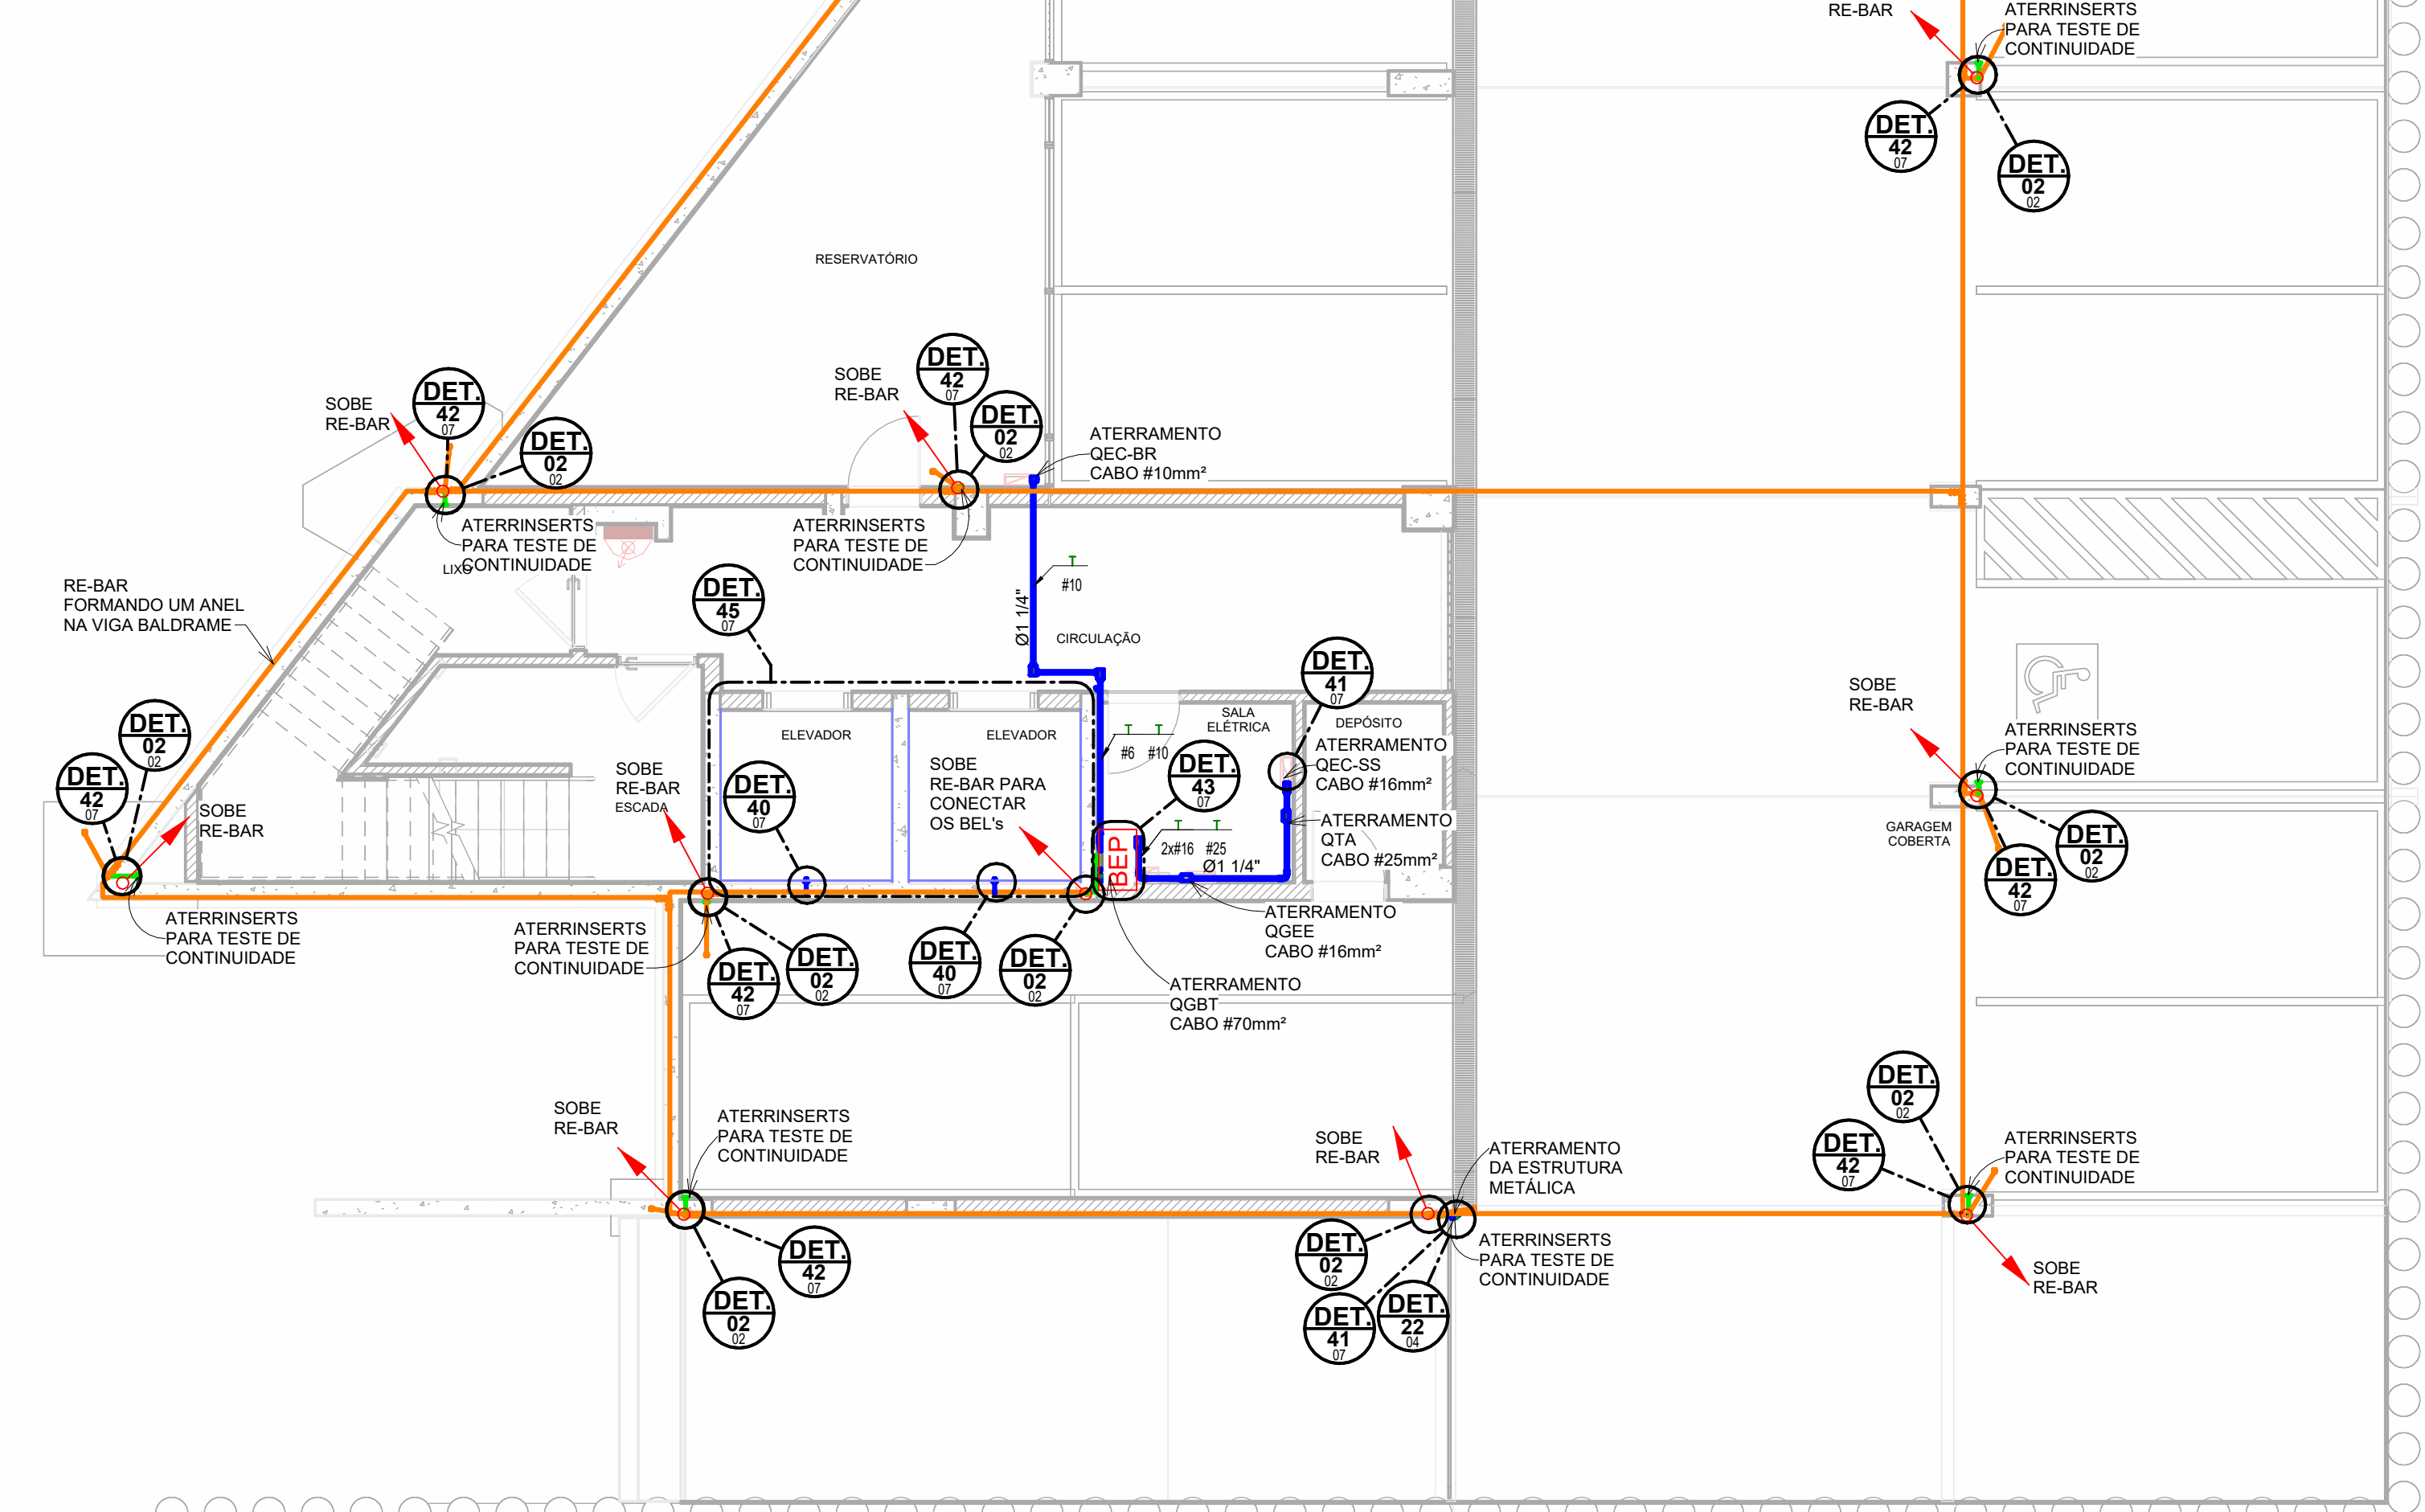 RE-BAR
ATERRINSERTS
PARA TESTE DE
CONTINUIDADE
DET.
42
07
DET.
02
02
RESERVATÓRIO
SOBE
RE-BAR
DET.
42
07
DET.
02
02
SOBE
RE-BAR
DET.
42
07
DET.
02
02
ATERRAMENTO
QEC-BR
CABO #10mm²
ATERRINSERTS
PARA TESTE DE
CONTINUIDADE
LIXO
ATERRINSERTS
PARA TESTE DE
CONTINUIDADE
#10
Ø1 1/4"
CIRCULAÇÃO
RE-BAR
FORMANDO UM ANEL
NA VIGA BALDRAME
DET.
45
07
DET.
41
07
SALA
ELÉTRICA
DEPÓSITO
ELEVADOR
ELEVADOR
ATERRAMENTO
QEC-SS
CABO #16mm²
#6
#10
DET.
43
07
SOBE
RE-BAR
ATERRINSERTS
PARA TESTE DE
CONTINUIDADE
DET.
02
02
DET.
42
07
SOBE
RE-BAR
SOBE
RE-BAR
ESCADA
DET.
40
07
SOBE
RE-BAR PARA
CONECTAR
OS BEL's
BEP
2x#16
#25
Ø1 1/4"
ATERRAMENTO
QTA
CABO #25mm²
GARAGEM
COBERTA
DET.
02
02
DET.
42
07
ATERRINSERTS
PARA TESTE DE
CONTINUIDADE
ATERRINSERTS
PARA TESTE DE
CONTINUIDADE
DET.
42
07
DET.
02
02
DET.
40
07
DET.
02
02
ATERRAMENTO
QGEE
CABO #16mm²
ATERRAMENTO
QGBT
CABO #70mm²
SOBE
RE-BAR
ATERRINSERTS
PARA TESTE DE
CONTINUIDADE
SOBE
RE-BAR
ATERRAMENTO
DA ESTRUTURA
METÁLICA
DET.
02
02
DET.
42
07
ATERRINSERTS
PARA TESTE DE
CONTINUIDADE
DET.
42
07
DET.
02
02
DET.
02
02
DET.
41
07
DET.
22
04
ATERRINSERTS
PARA TESTE DE
CONTINUIDADE
SOBE
RE-BAR